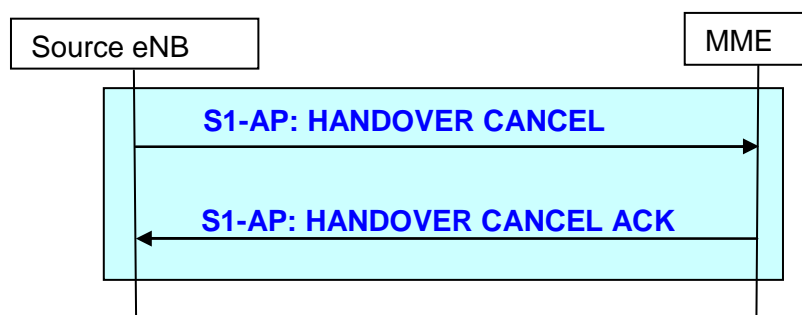 Source eNB
MME
S1-AP: HANDOVER CANCEL
S1-AP: HANDOVER CANCEL ACK